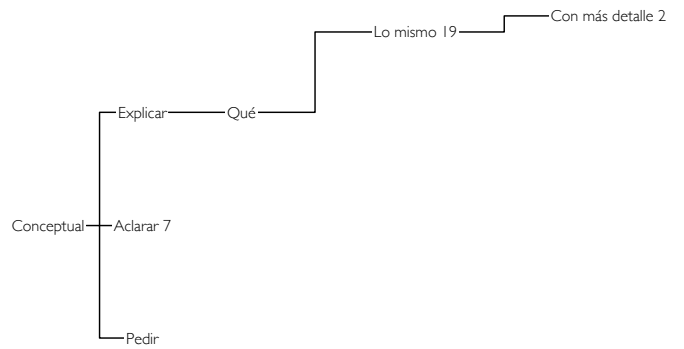 Con más detalle 2
Lo mismo 19
Explicar
Qué
Conceptual
Aclarar 7
Pedir